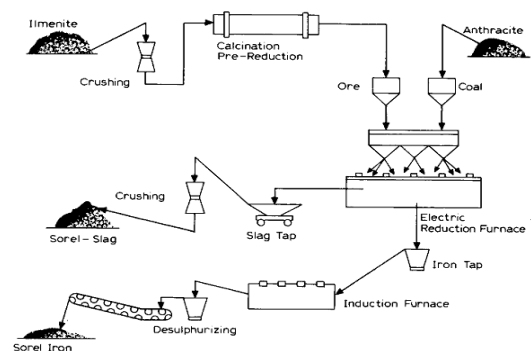 Ilmenite
Crushing
Calcination
Pre-Reduction
Anthracite
Ore
Coal
Crushing
Sorel-Slag
Slag Tap
Electric
Reduction Furnace
Iron Tap
Induction Furnace
Desulphurizing
Sorel Iron